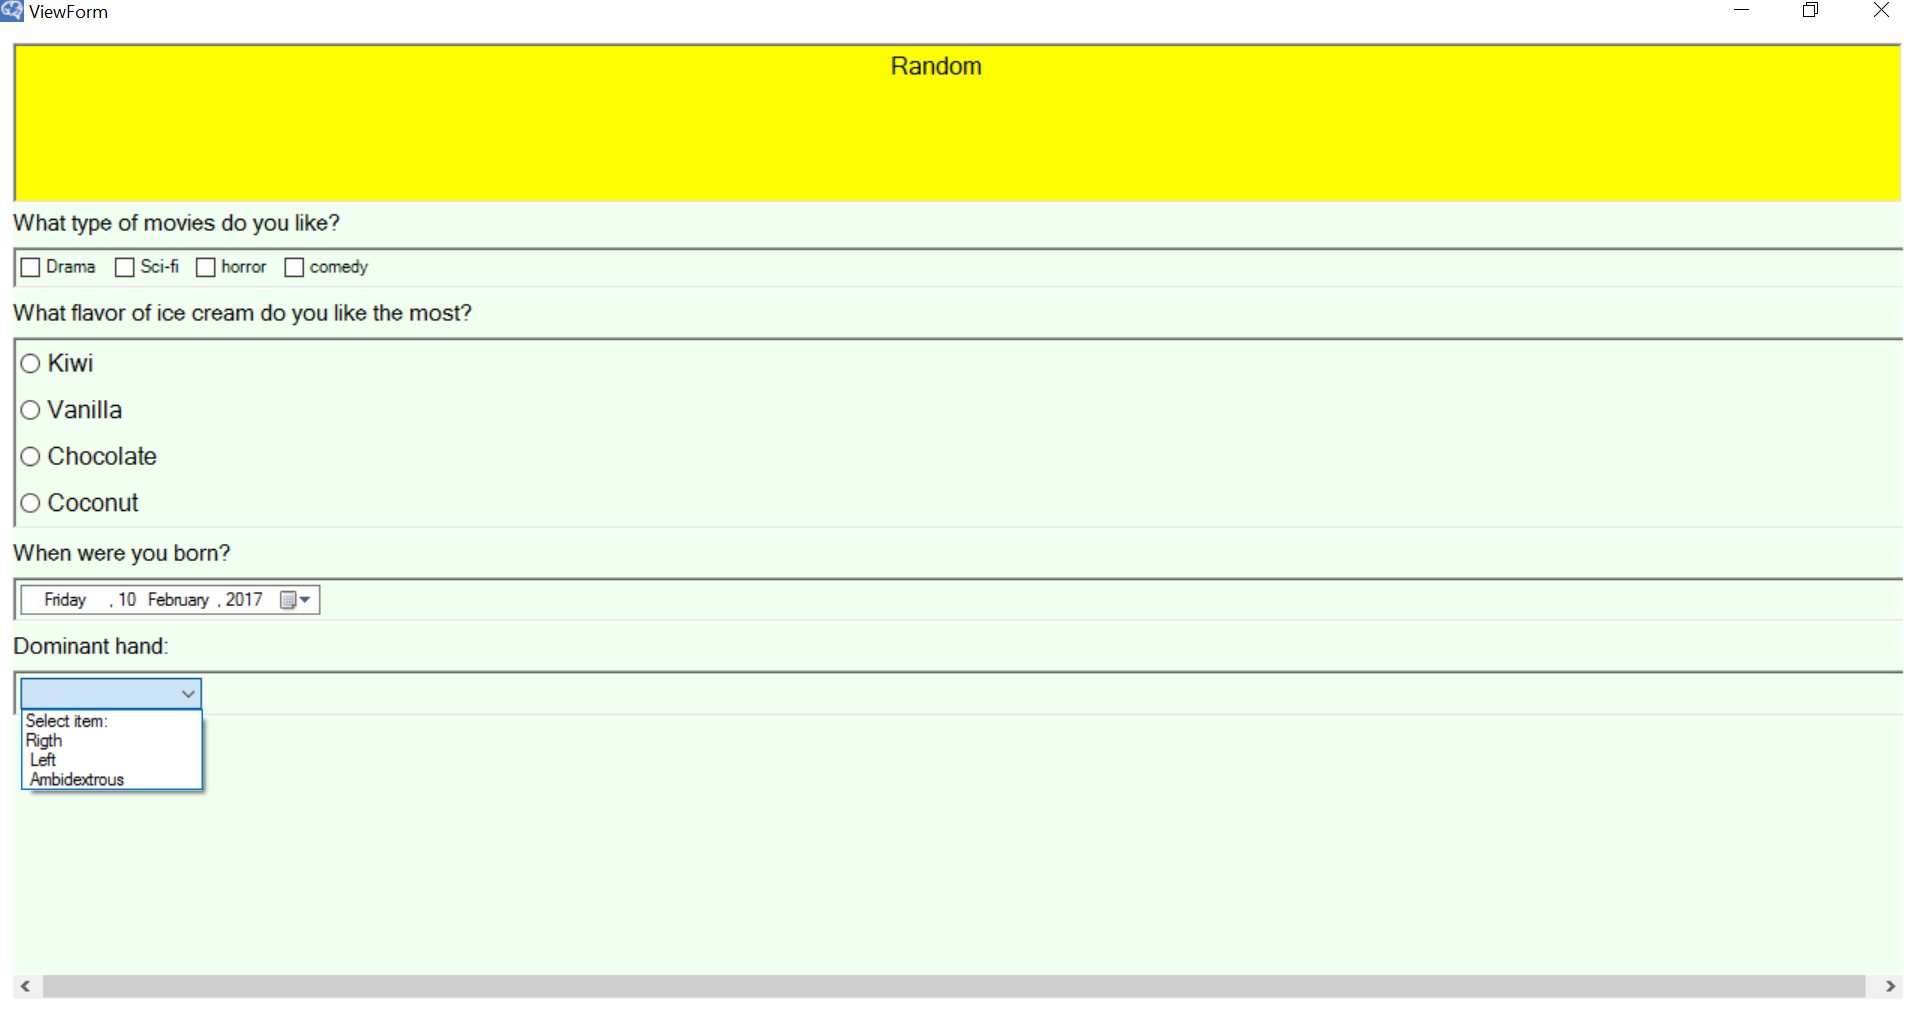 ViewForm
Random
What type of movies do you like?
Drama Sci-fi horror comedy
What flavor of ice cream do you like the most?
Kiwi
Vanilla
Chocolate
Coconut
When were you born?
Friday , 10 February , 2017
Dominant hand:
Select item:
Rigth
Left
Ambidextrous